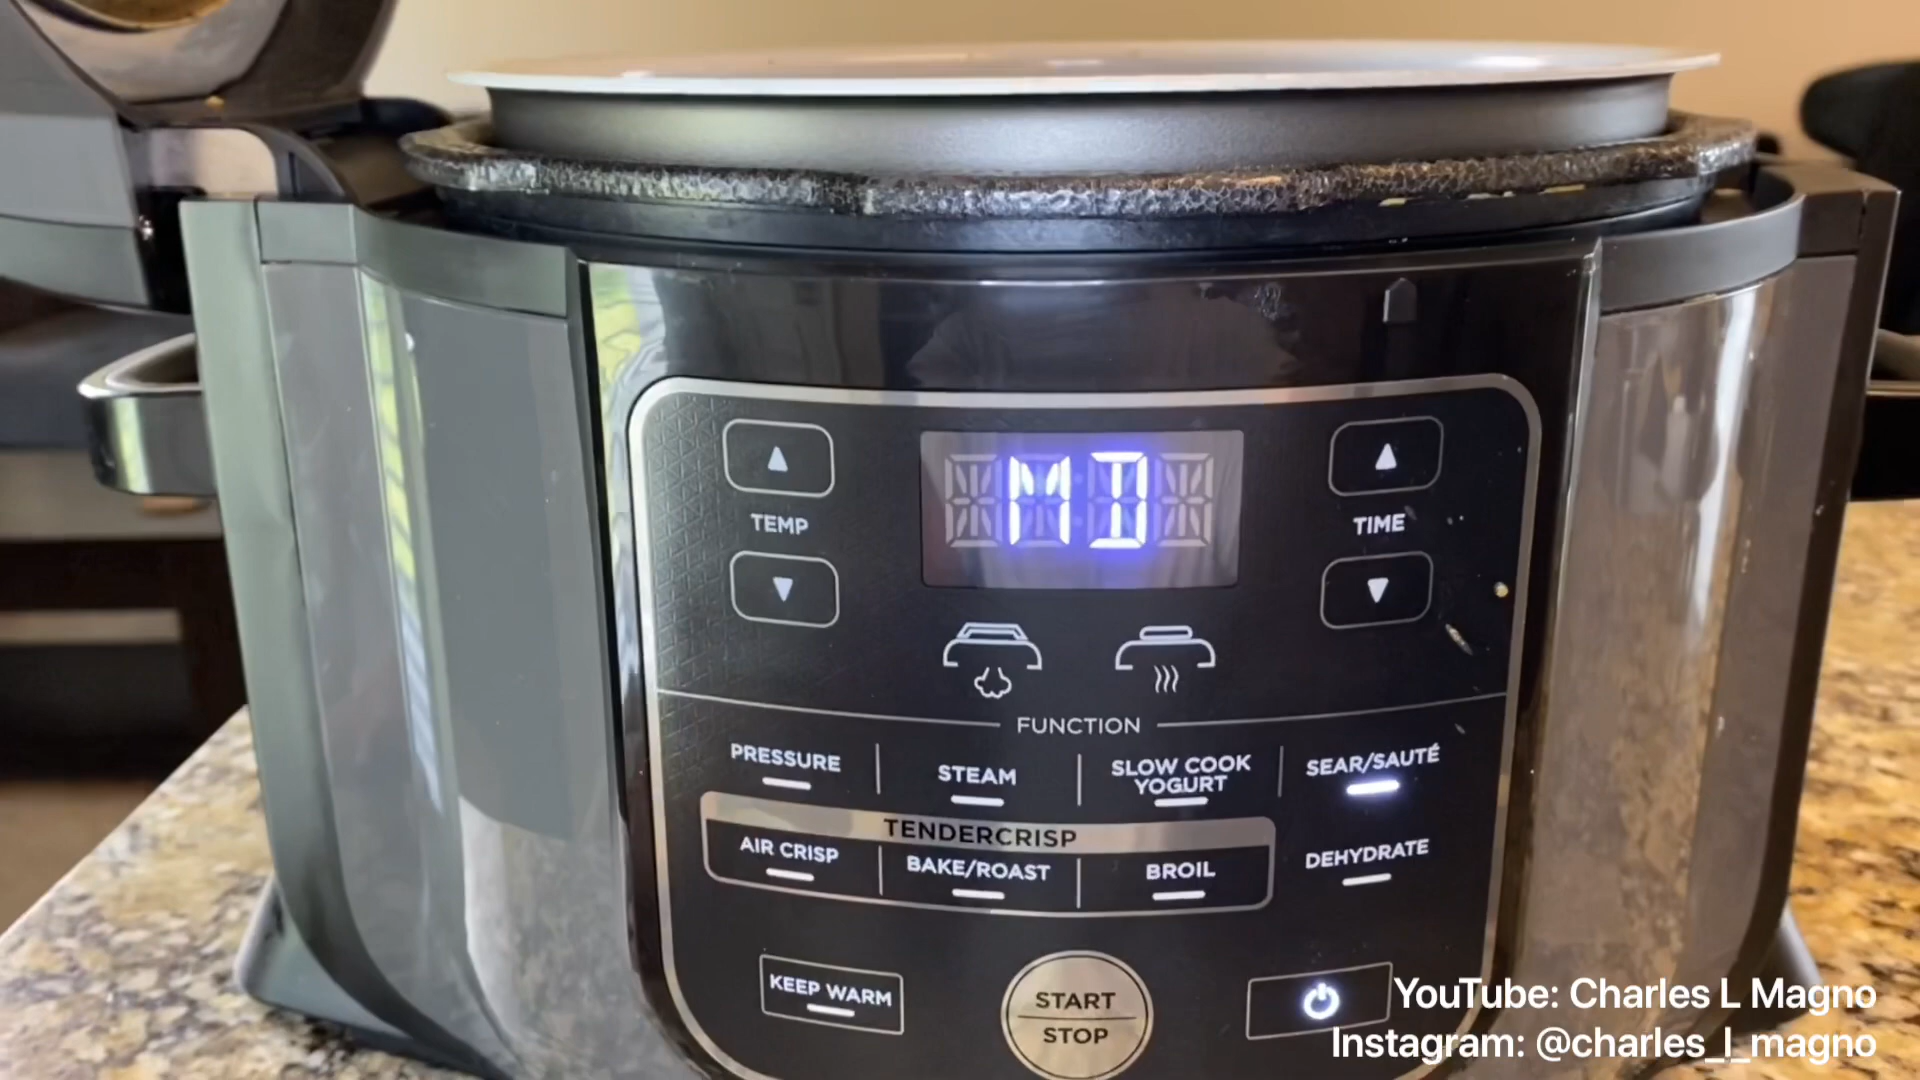 MD
TEMP
TIME
FUNCTION
PRESSURE
STEAM
SLOW COOK
YOGURT
SEAR/SAUTÉ
TENDERCRISP
AIR CRISP
BAKE/ROAST
BROIL
DEHYDRATE
KEEP WARM
START
STOP
YouTube: Charles L Magno
Instagram: @charles_l_magno